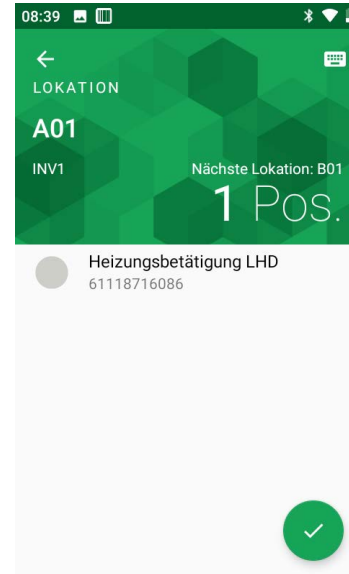 08:39
LOKATION
A01
INV1
Nächste Lokation: B01
1 Pos.
Heizungsbetätigung LHD
61118716086